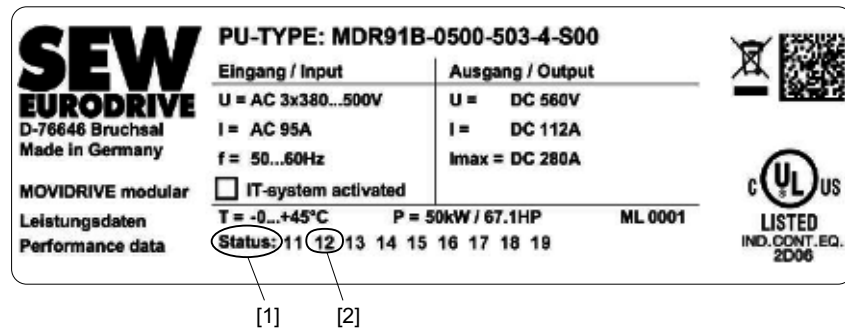 SEW
EURODRIVE
D-76646 Bruchsal
Made in Germany
MOVIDRIVE modular
Leistungsdaten
Performance data
PU-TYPE: MDR91B-0500-503-4-S00
Eingang / Input
U = AC 3x380...500V
I = AC 95A
f = 50...60Hz
IT-system activated
Ausgang / Output
U = DC 560V
I = DC 112A
Imax = DC 280A
T = -0...+45°C P = 50kW / 67.1HP ML 0001
Status: 11 12 13 14 15 16 17 18 19
C UL US
LISTED
IND.CONT.EQ.
2D06
[1] [2]